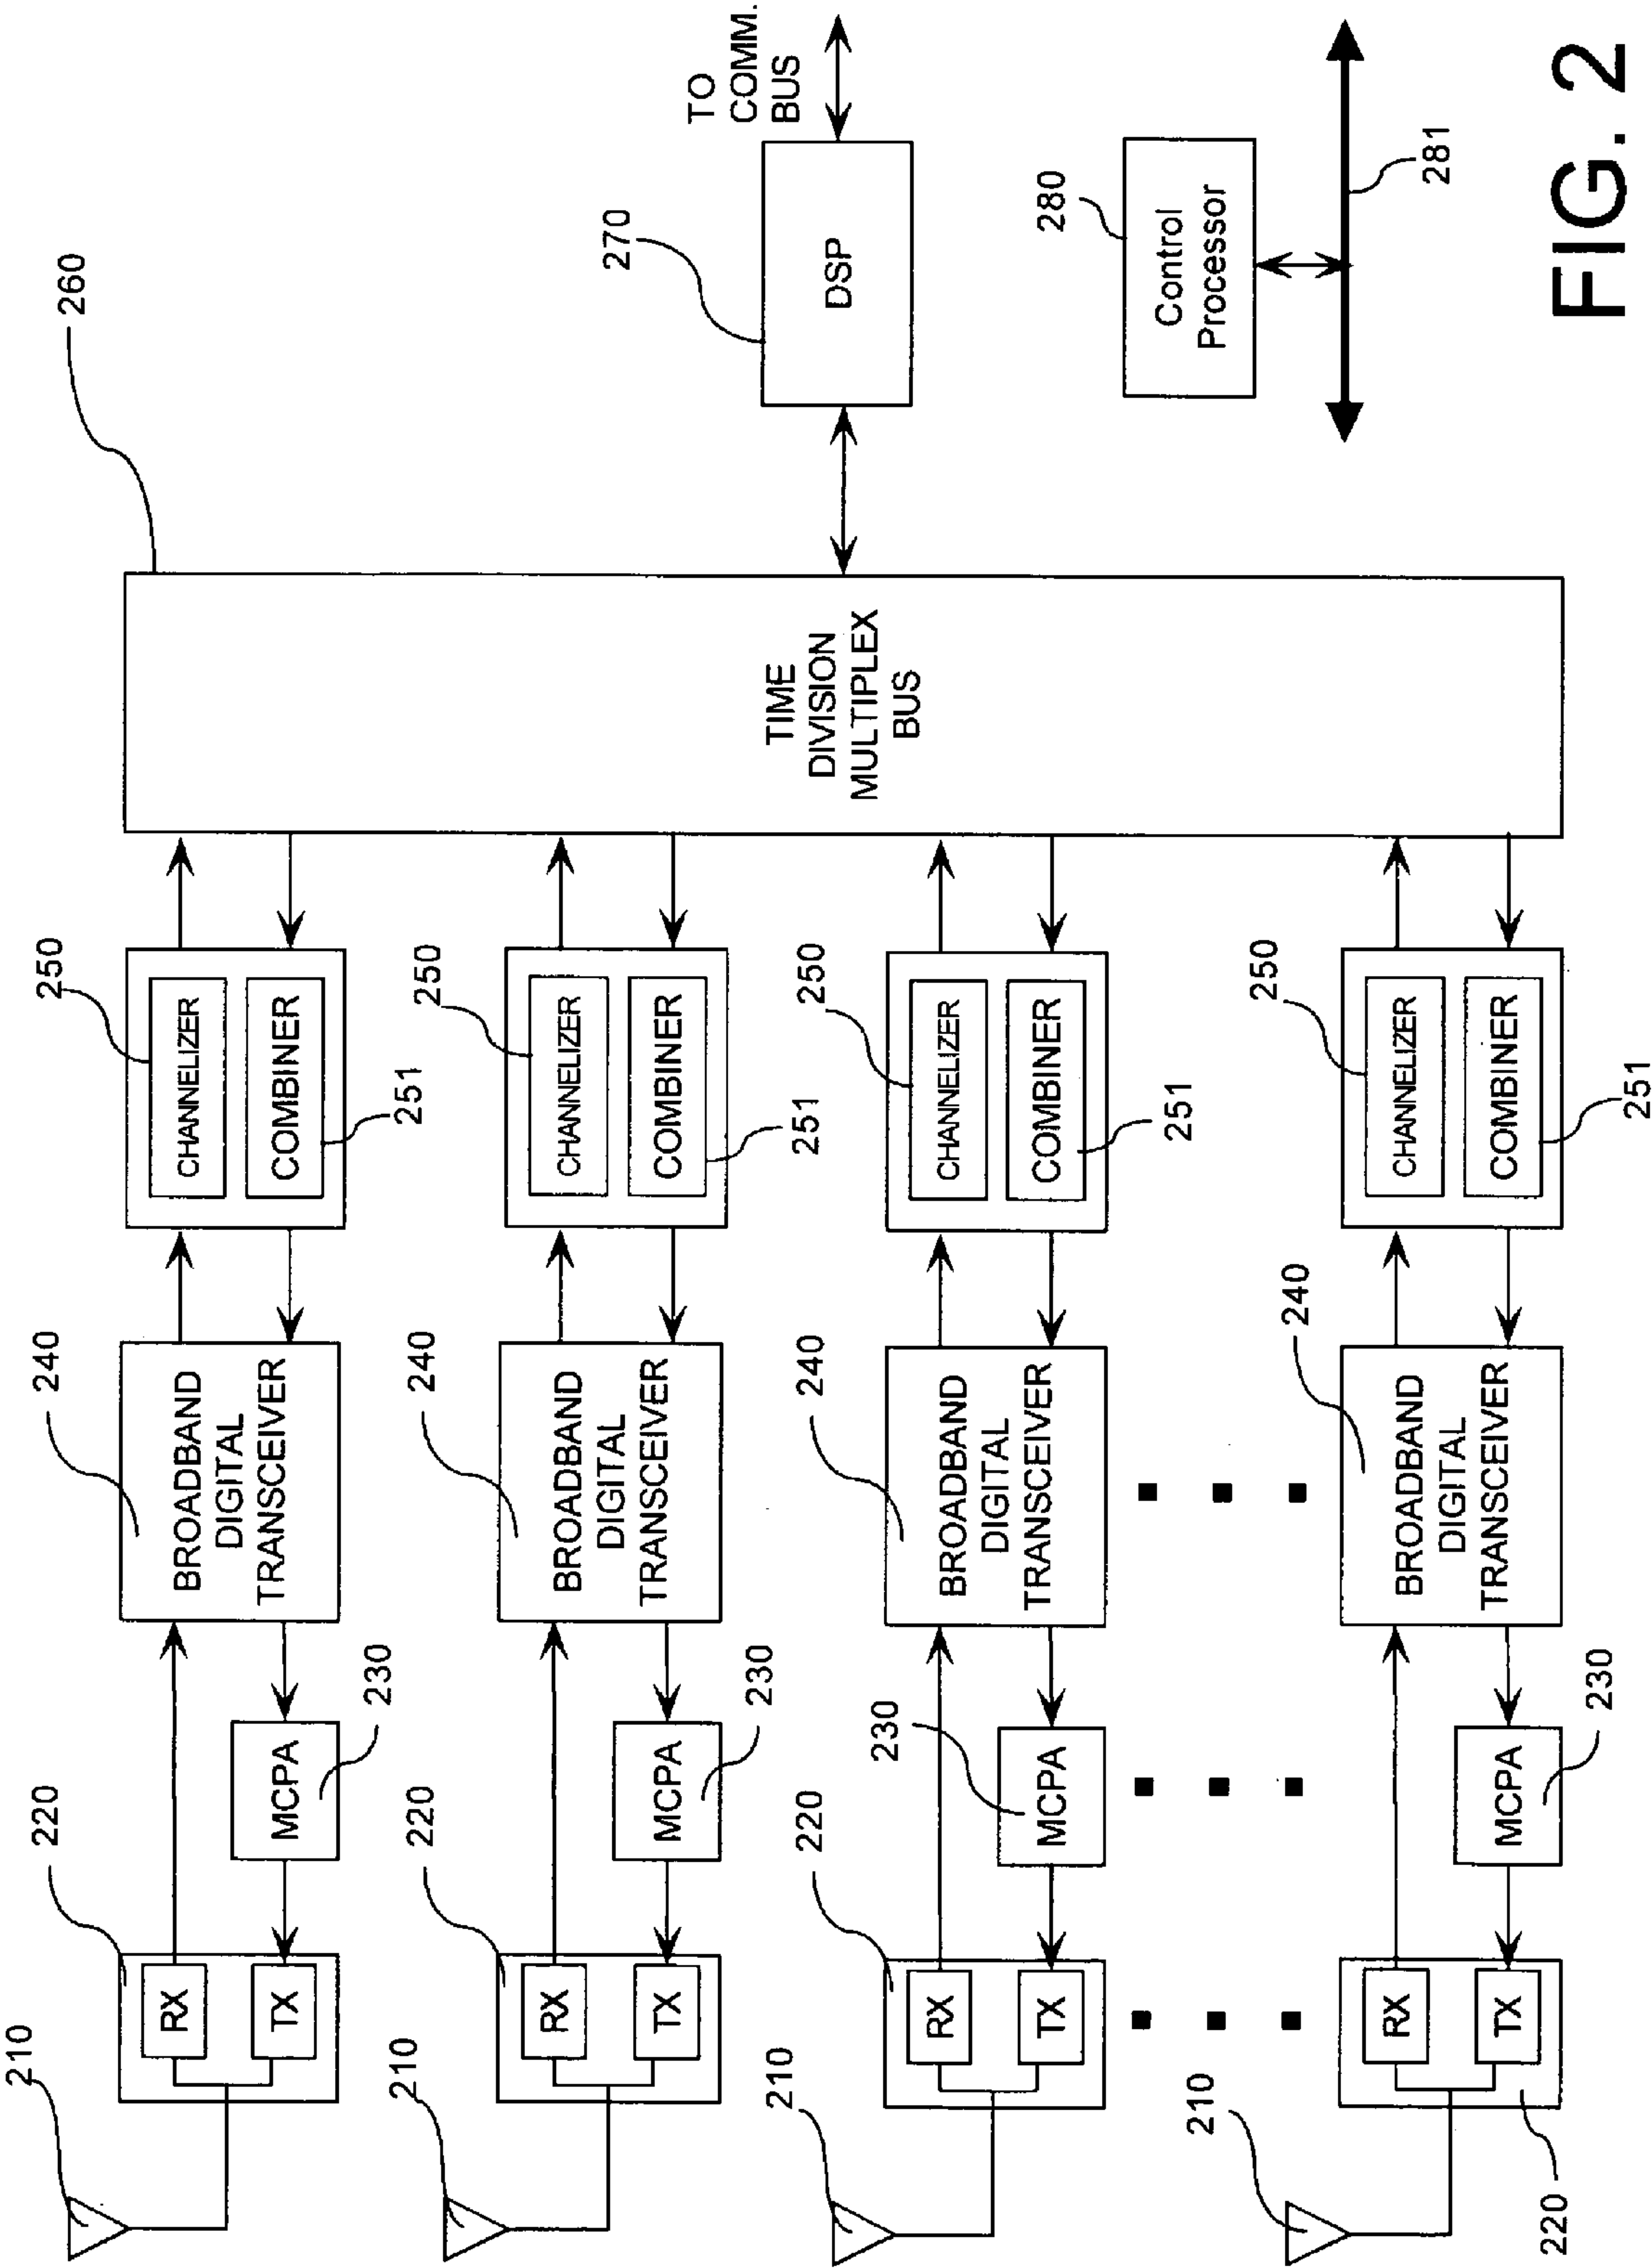 210
220
RX
TX
MCPA
230
240
BROADBAND
DIGITAL
TRANSCEIVER
250
CHANNELIZER
COMBINER
251
210
220
RX
TX
MCPA
230
240
BROADBAND
DIGITAL
TRANSCEIVER
250
CHANNELIZER
COMBINER
251
210
220
RX
TX
230
MCPA
240
BROADBAND
DIGITAL
TRANSCEIVER
250
CHANNELIZER
COMBINER
251
210
220
RX
TX
MCPA
230
240
BROADBAND
DIGITAL
TRANSCEIVER
250
CHANNELIZER
COMBINER
251
260
TIME
DIVISION
MULTIPLEX
BUS
270
DSP
TO
COMM.
BUS
280
Control
Processor
281
FIG. 2